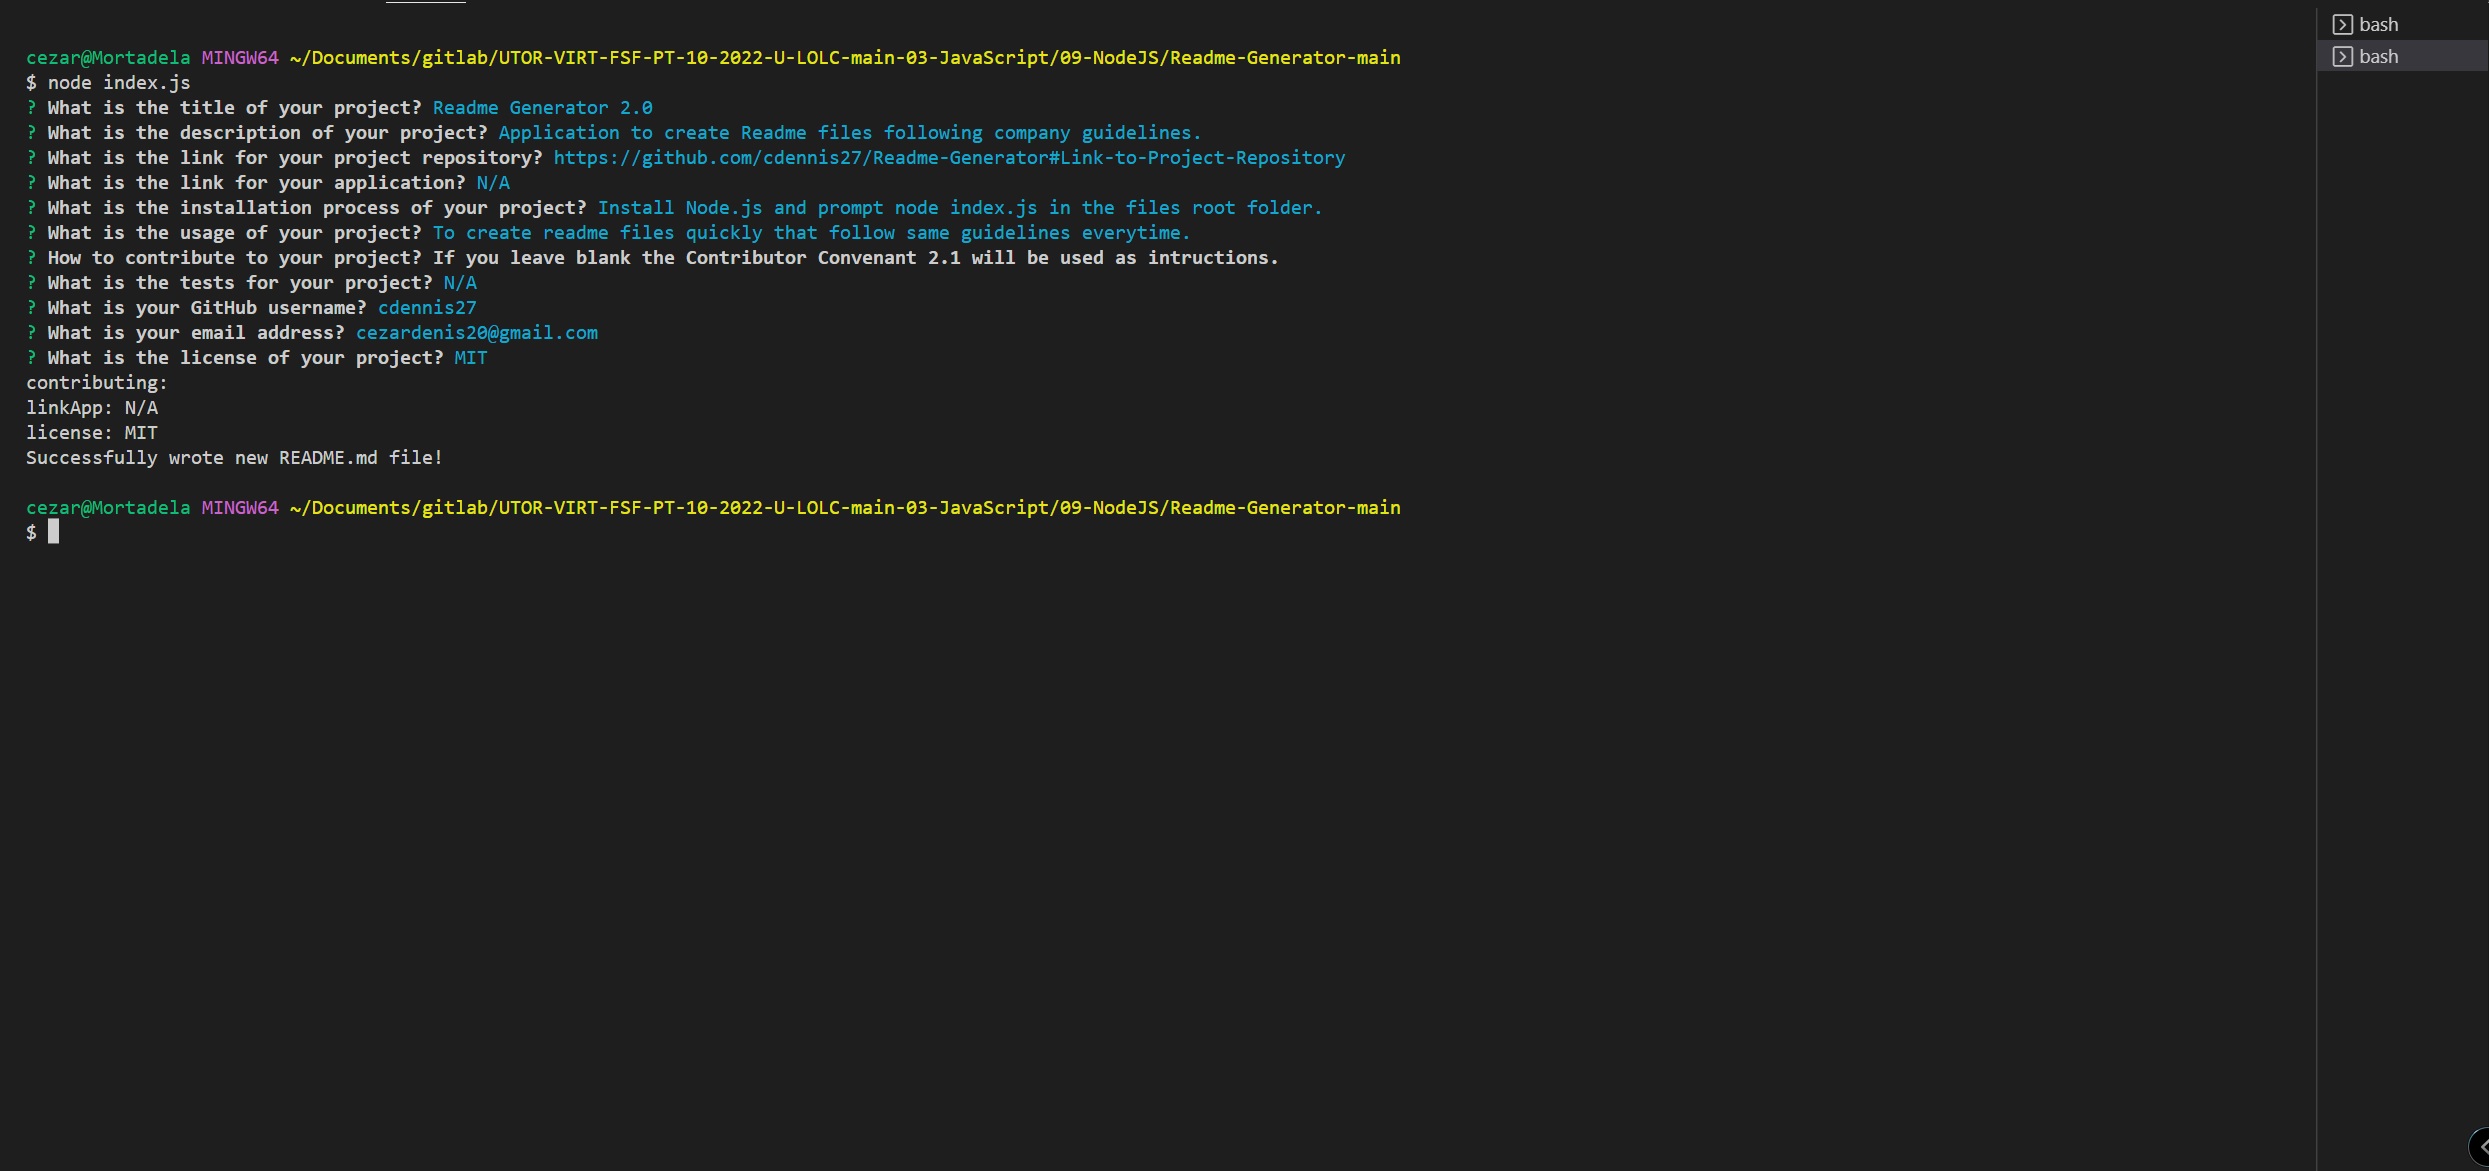 cezar@Mortadela MINGW64 ~/Documents/gitlab/UTOR-VIRT-FSF-PT-10-2022-U-LOLC-main-03-JavaScript/09-NodeJS/Readme-Generator-main
$ node index.js
? What is the title of your project? Readme Generator 2.0
? What is the description of your project? Application to create Readme files following company guidelines.
? What is the link for your project repository? https://github.com/cdennis27/Readme-Generator#Link-to-Project-Repository
? What is the link for your application? N/A
? What is the installation process of your project? Install Node.js and prompt node index.js in the files root folder.
? What is the usage of your project? To create readme files quickly that follow same guidelines everytime.
? How to contribute to your project? If you leave blank the Contributor Convenant 2.1 will be used as intructions.
? What is the tests for your project? N/A
? What is your GitHub username? cdennis27
? What is your email address? cezardenis20@gmail.com
? What is the license of your project? MIT
contributing:
linkApp: N/A
license: MIT
Successfully wrote new README.md file!
cezar@Mortadela MINGW64 ~/Documents/gitlab/UTOR-VIRT-FSF-PT-10-2022-U-LOLC-main-03-JavaScript/09-NodeJS/Readme-Generator-main
$
bash
bash